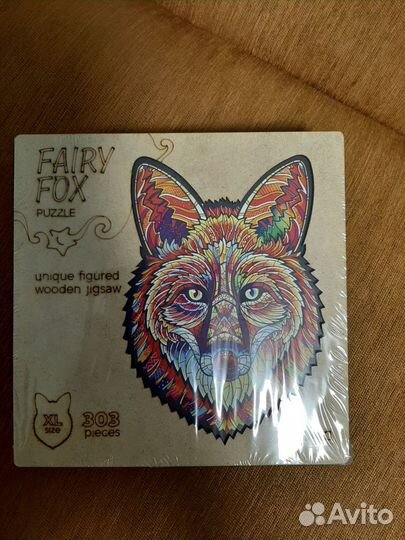 FAIRY
FOX
PUZZLE
unique figured
wooden jigsaw
XL
size
303
pieces
Avito